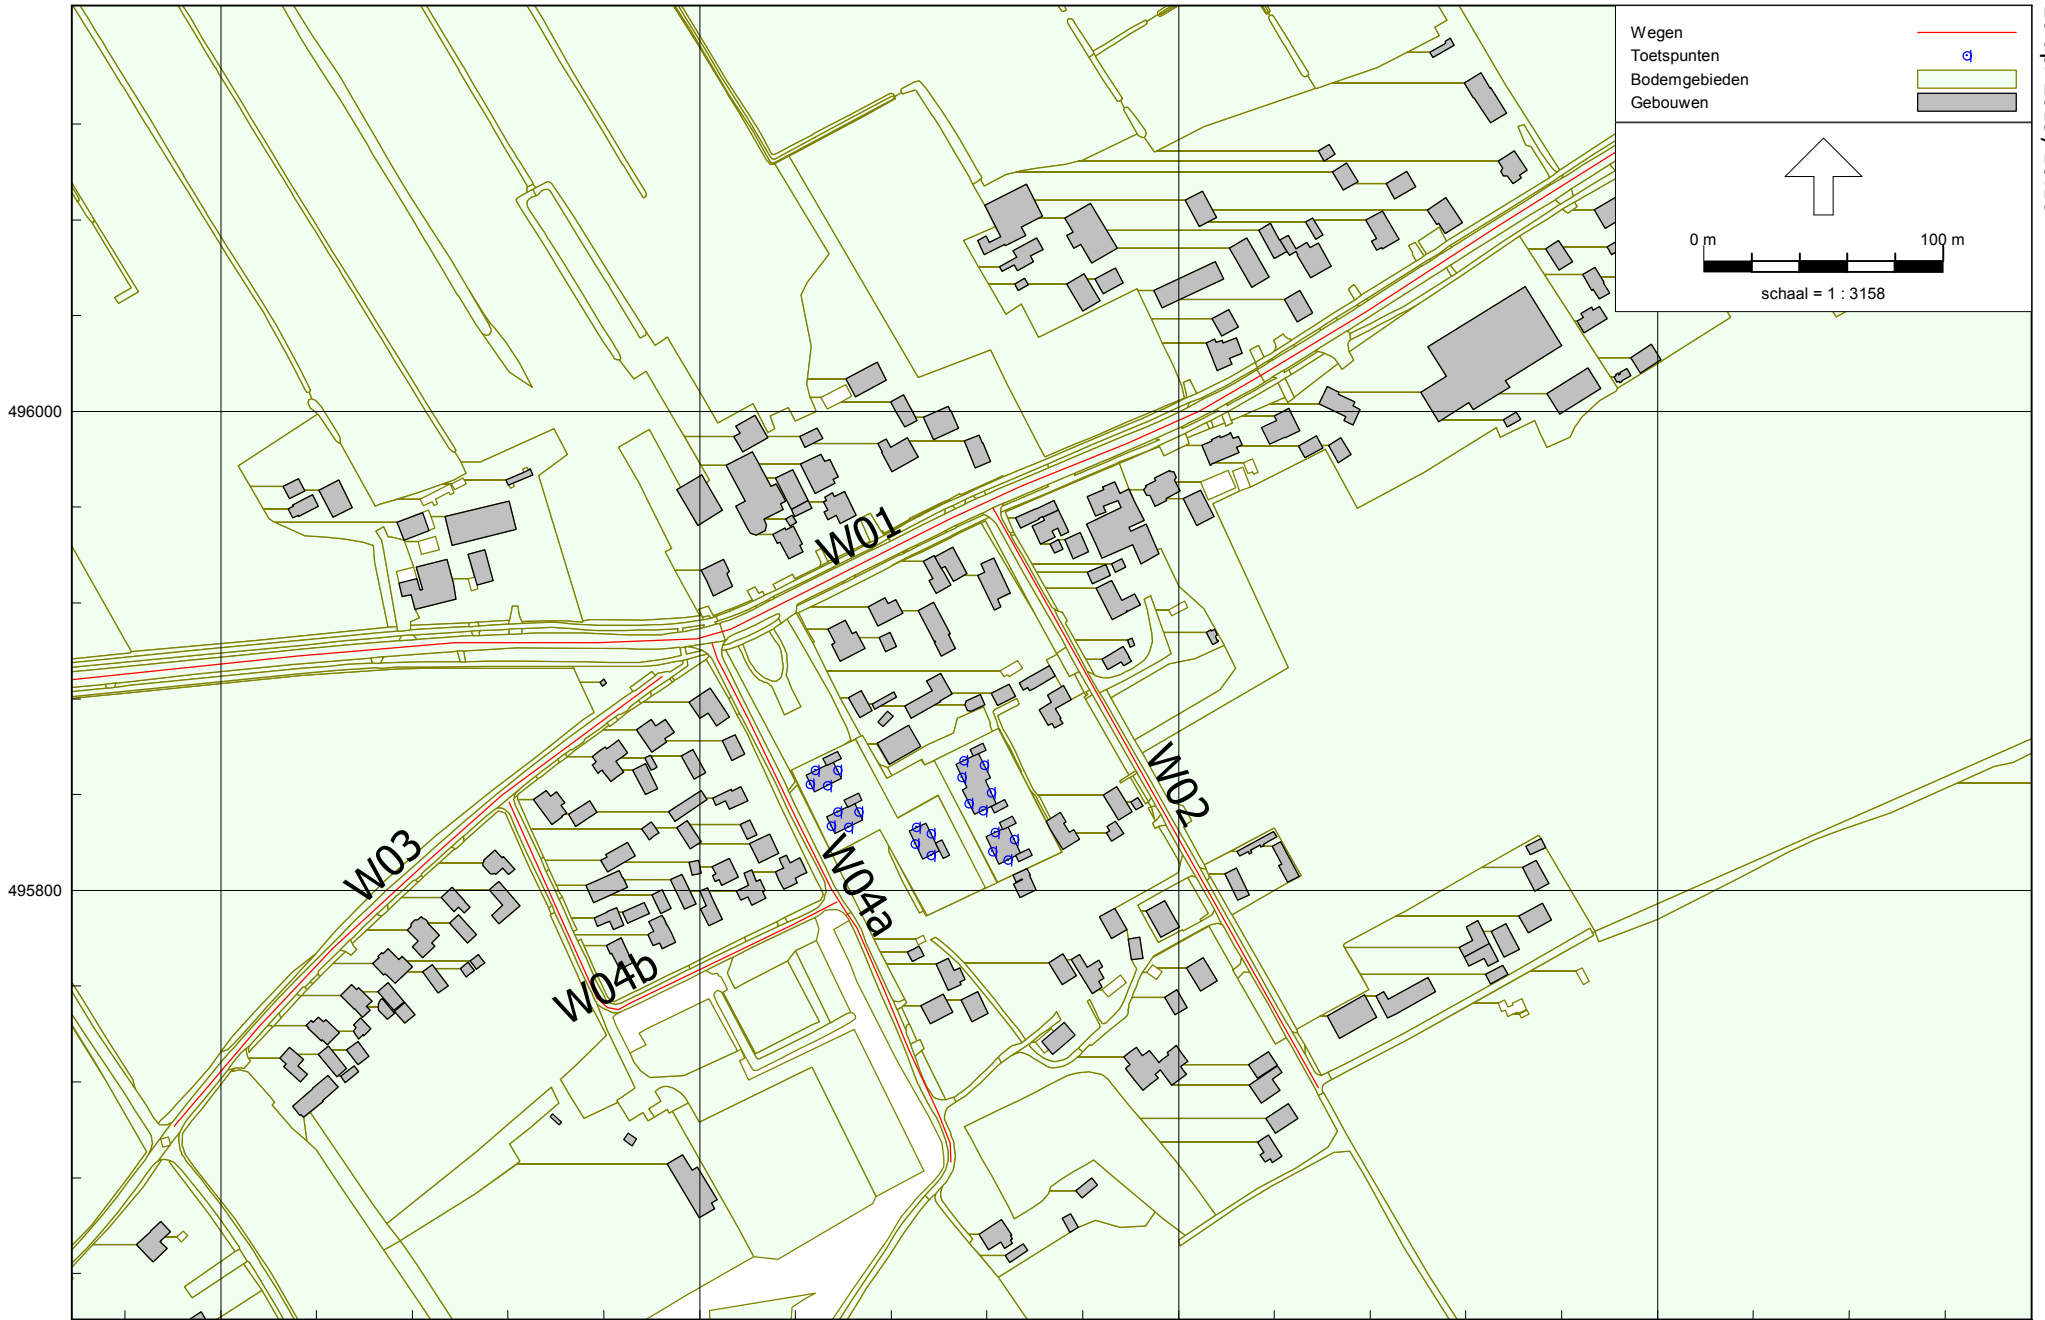 Wegen
Toetspunten
Bodemgebieden
Gebouwen
0 m 100 m
schaal = 1 : 3158
496000
W01
W02
W03
W04a
495800
W04b